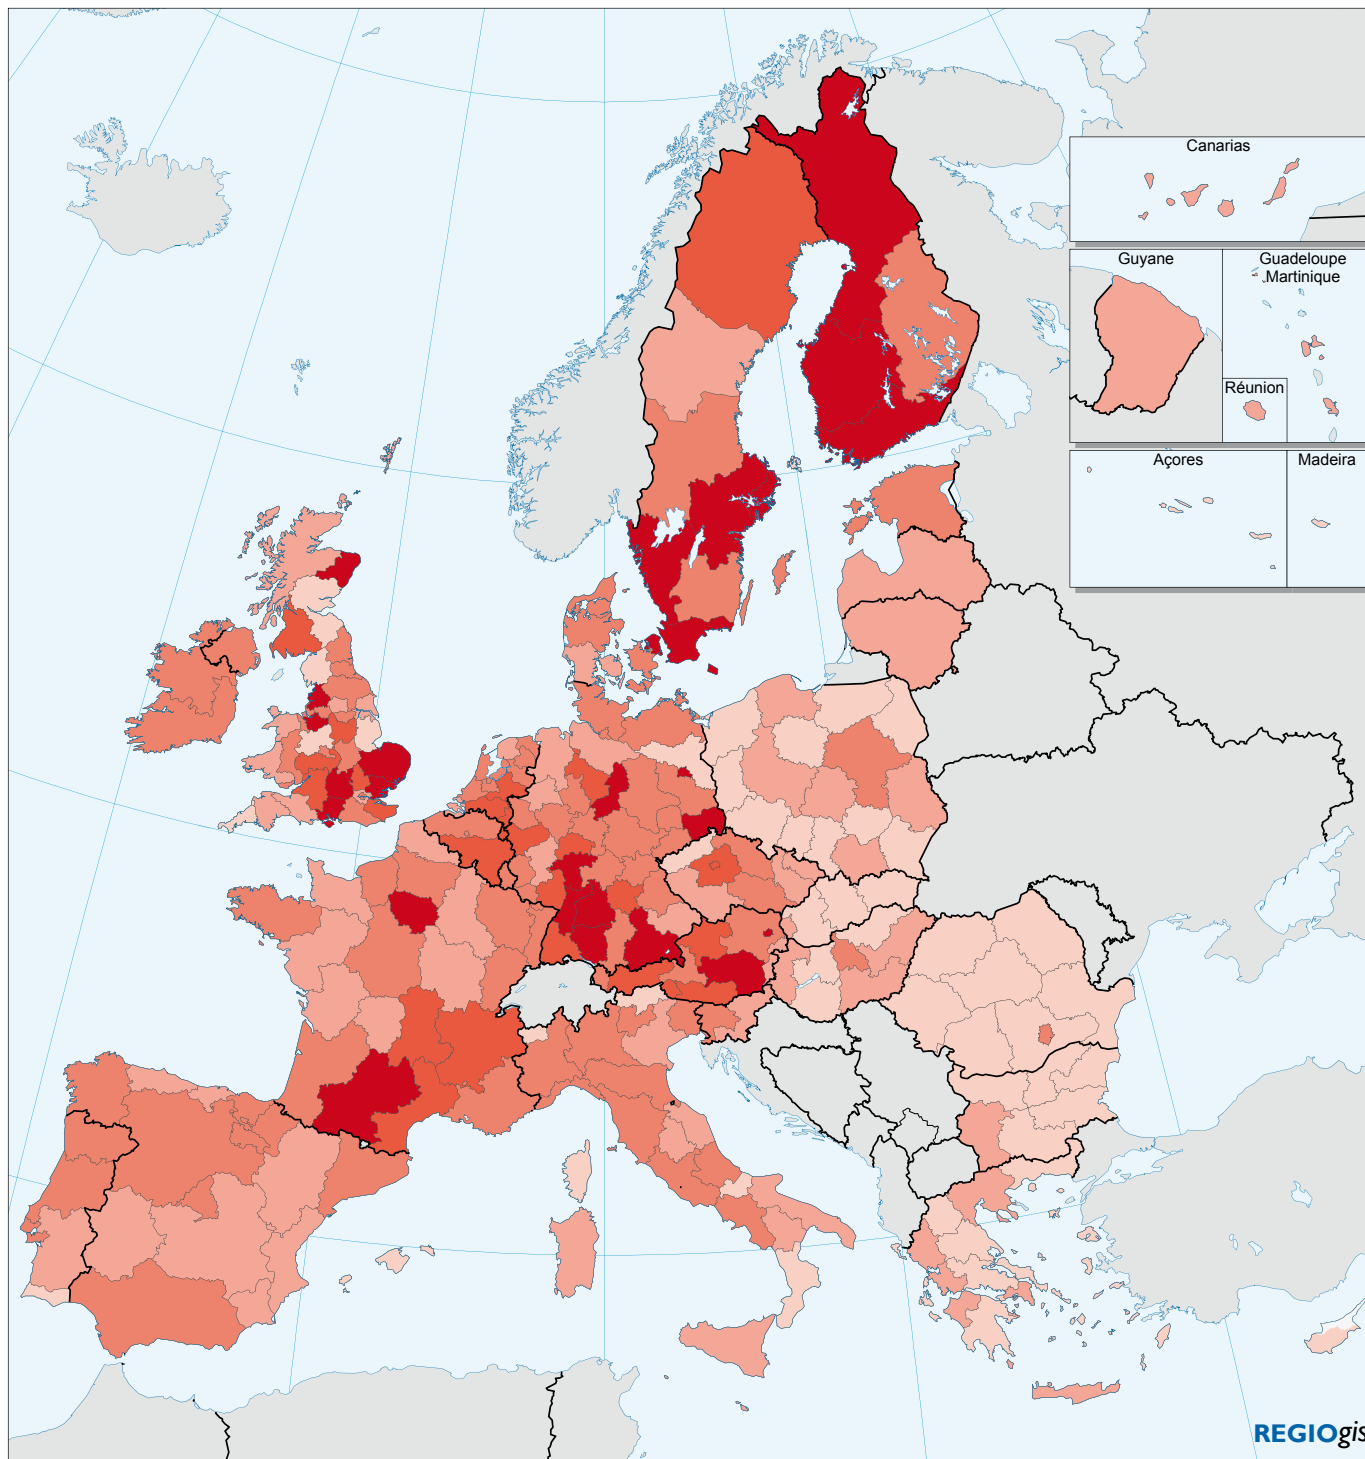 Canarias
Guyane
Guadeloupe
Martinique
Réunion
Açores
Madeira
REGIOgis